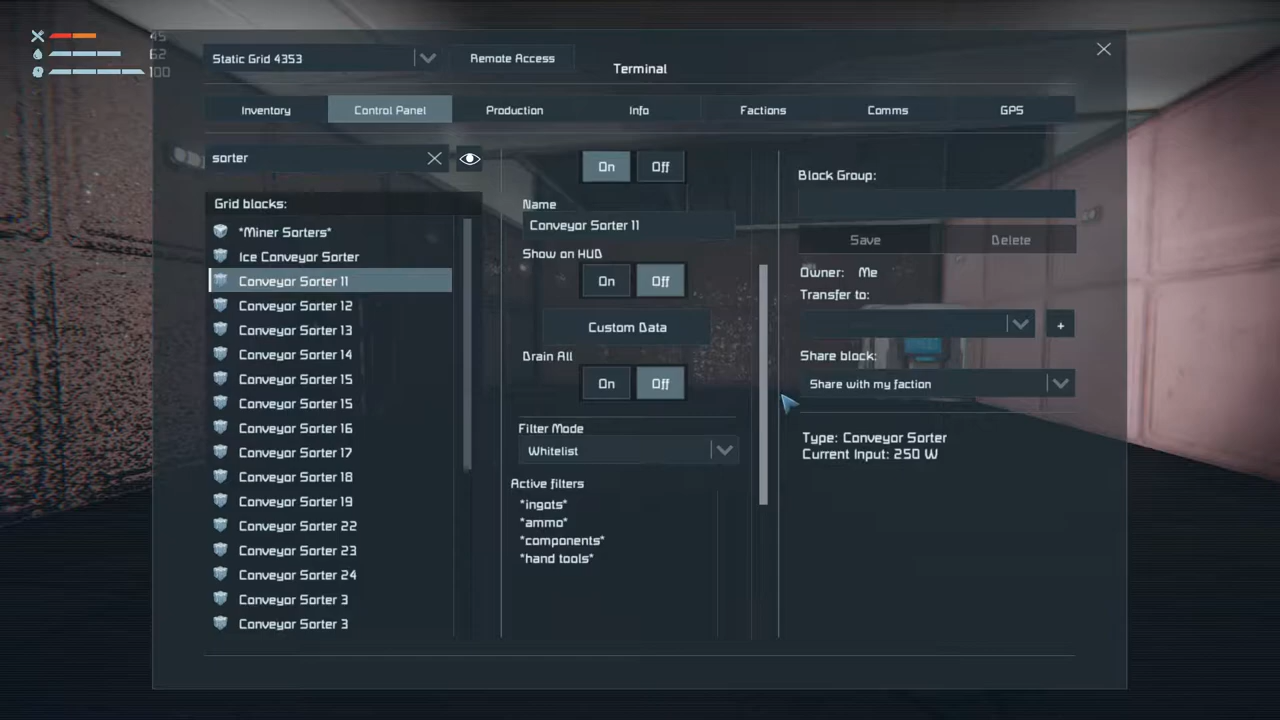 45
62
100
Static Grid 4353
Remote Access
Terminal
Inventory
Control Panel
Production
Info
Factions
Comms
GPS
sorter
Grid blocks:
*Miner Sorters*
Ice Conveyor Sorter
Conveyor Sorter 11
Conveyor Sorter 12
Conveyor Sorter 13
Conveyor Sorter 14
Conveyor Sorter 15
Conveyor Sorter 15
Conveyor Sorter 16
Conveyor Sorter 17
Conveyor Sorter 18
Conveyor Sorter 19
Conveyor Sorter 22
Conveyor Sorter 23
Conveyor Sorter 24
Conveyor Sorter 3
Conveyor Sorter 3
On Off
Name
Conveyor Sorter 11
Show on HUD
On Off
Custom Data
Drain All
On Off
Filter Mode
Whitelist
Active filters
*ingots*
*ammo*
*components*
*hand tools*
Block Group:
Save
Delete
Owner: Me
Transfer to:
+
Share block:
Share with my faction
Type: Conveyor Sorter
Current Input: 250 W